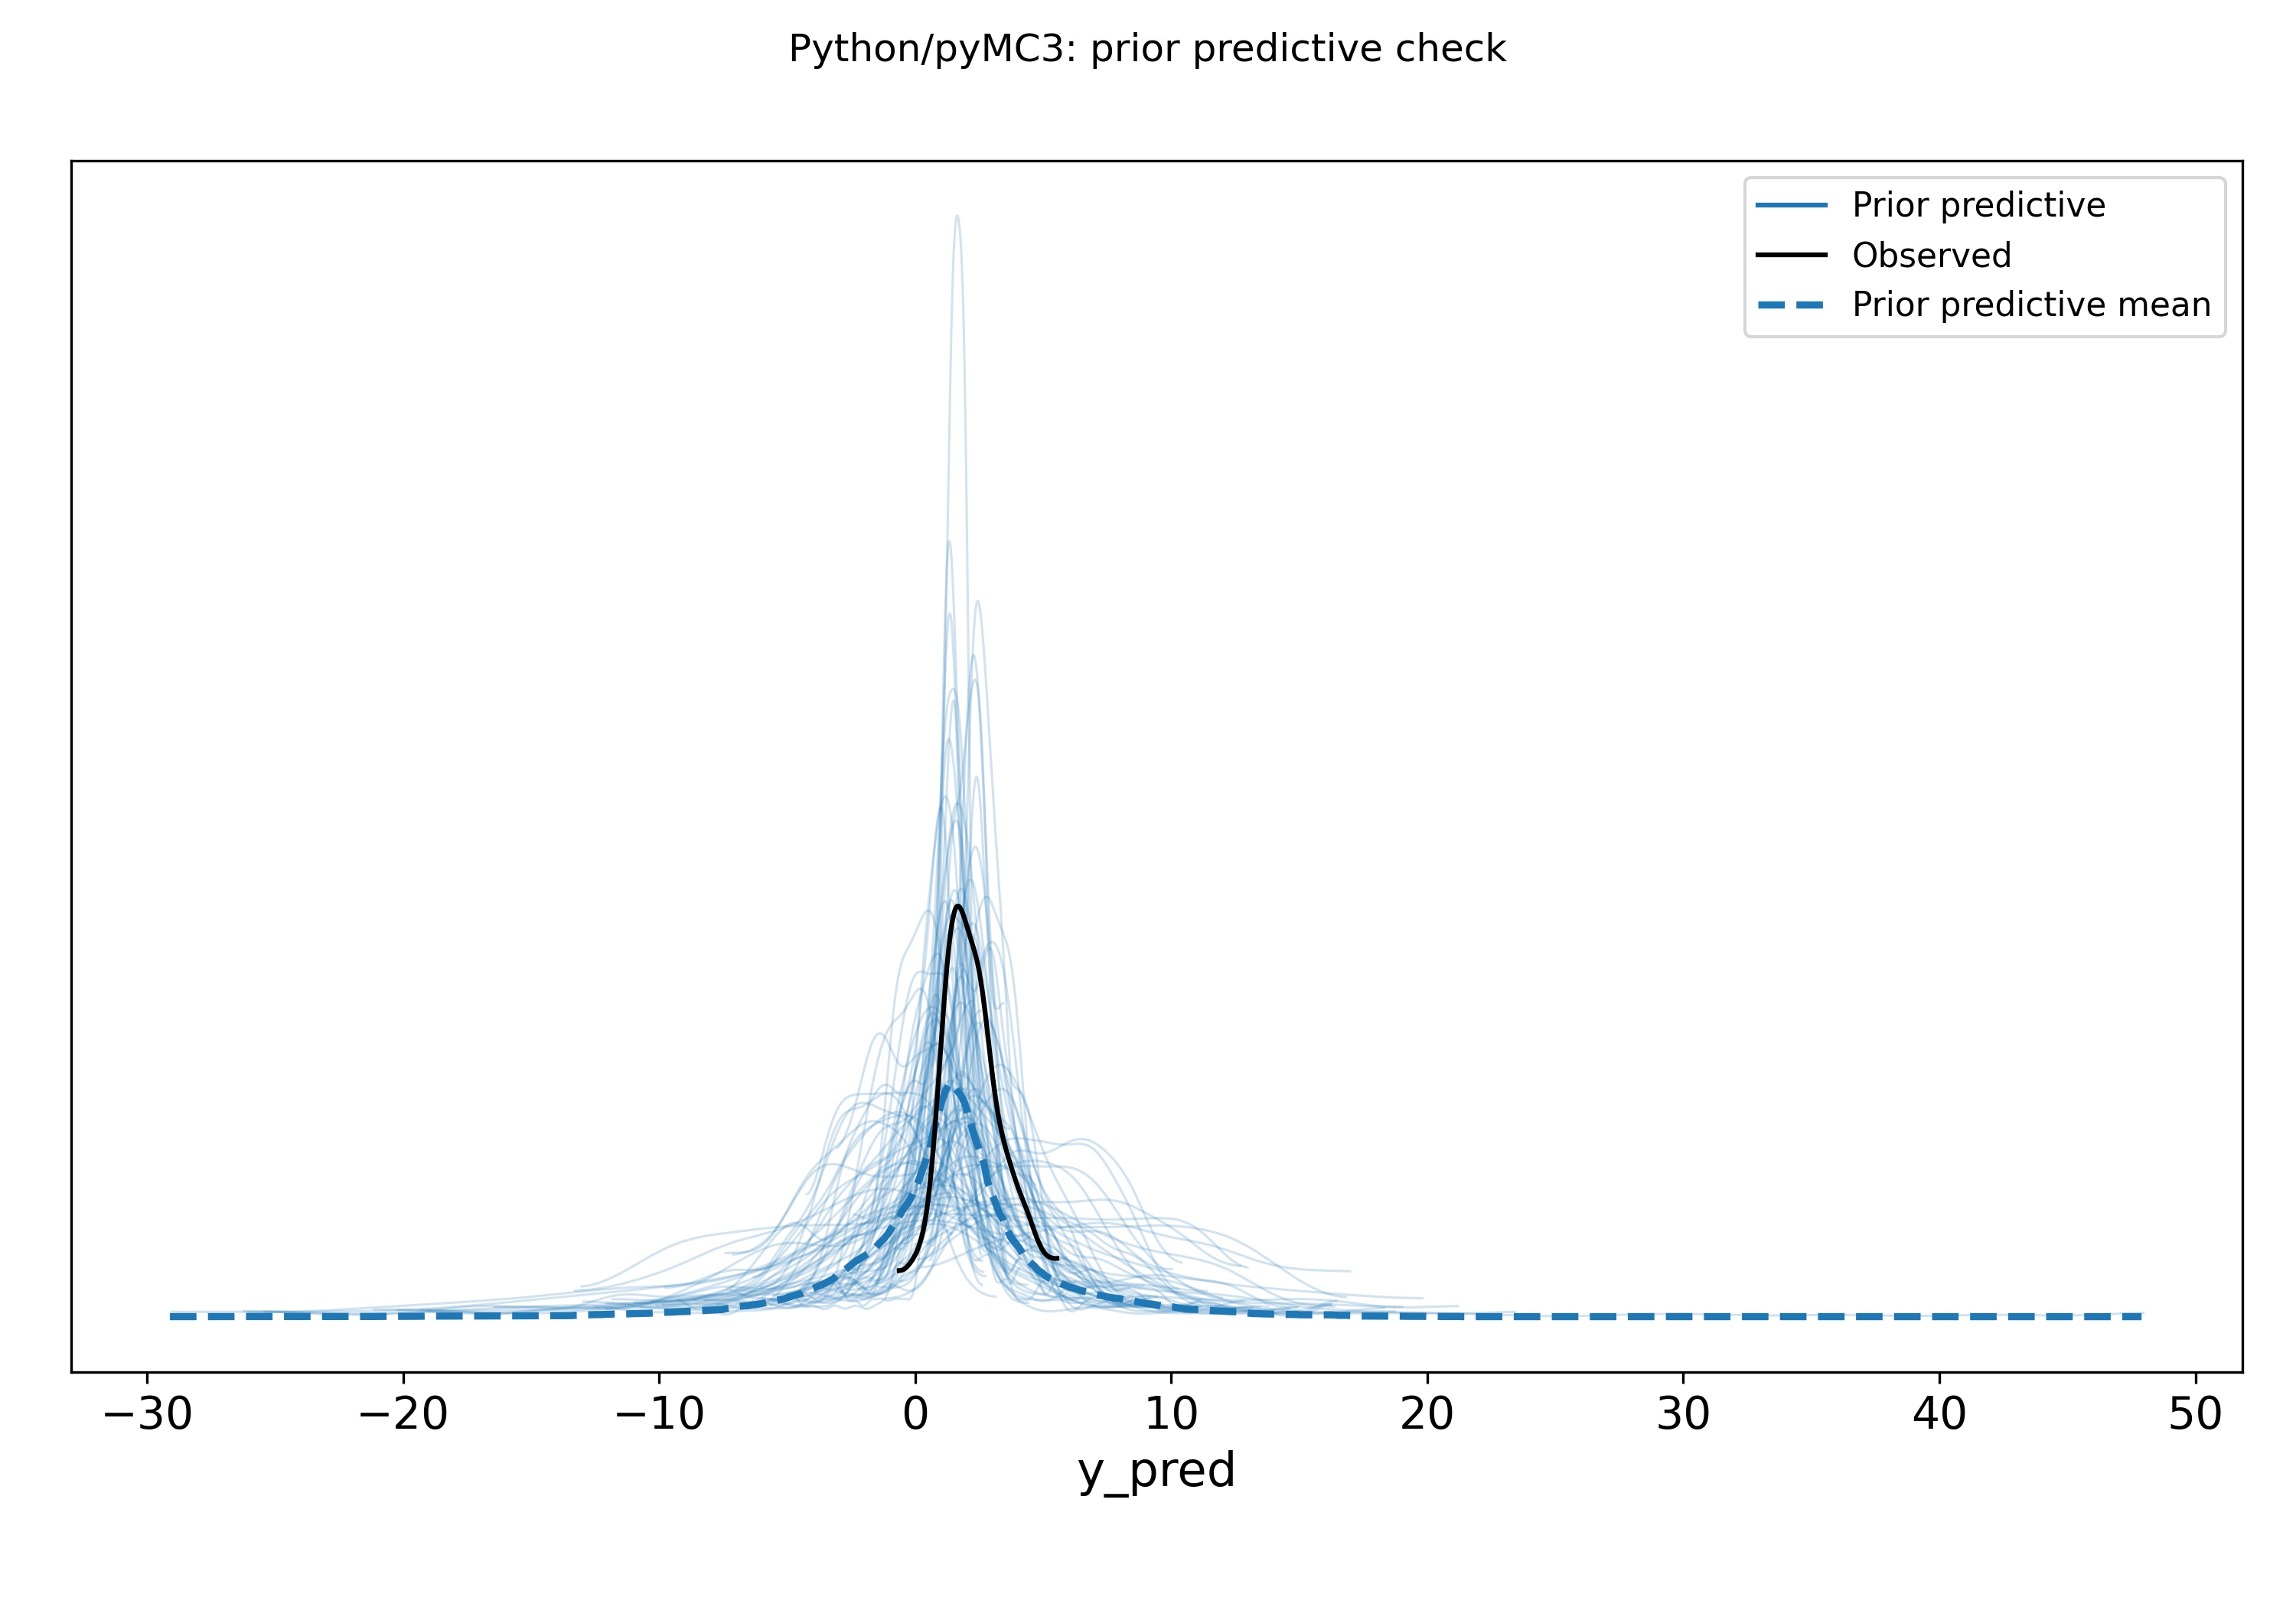 Python/pyMC3: prior predictive check
Prior predictive
Observed
Prior predictive mean
−30 −20 −10 0 10 20 30 40 50
y_pred